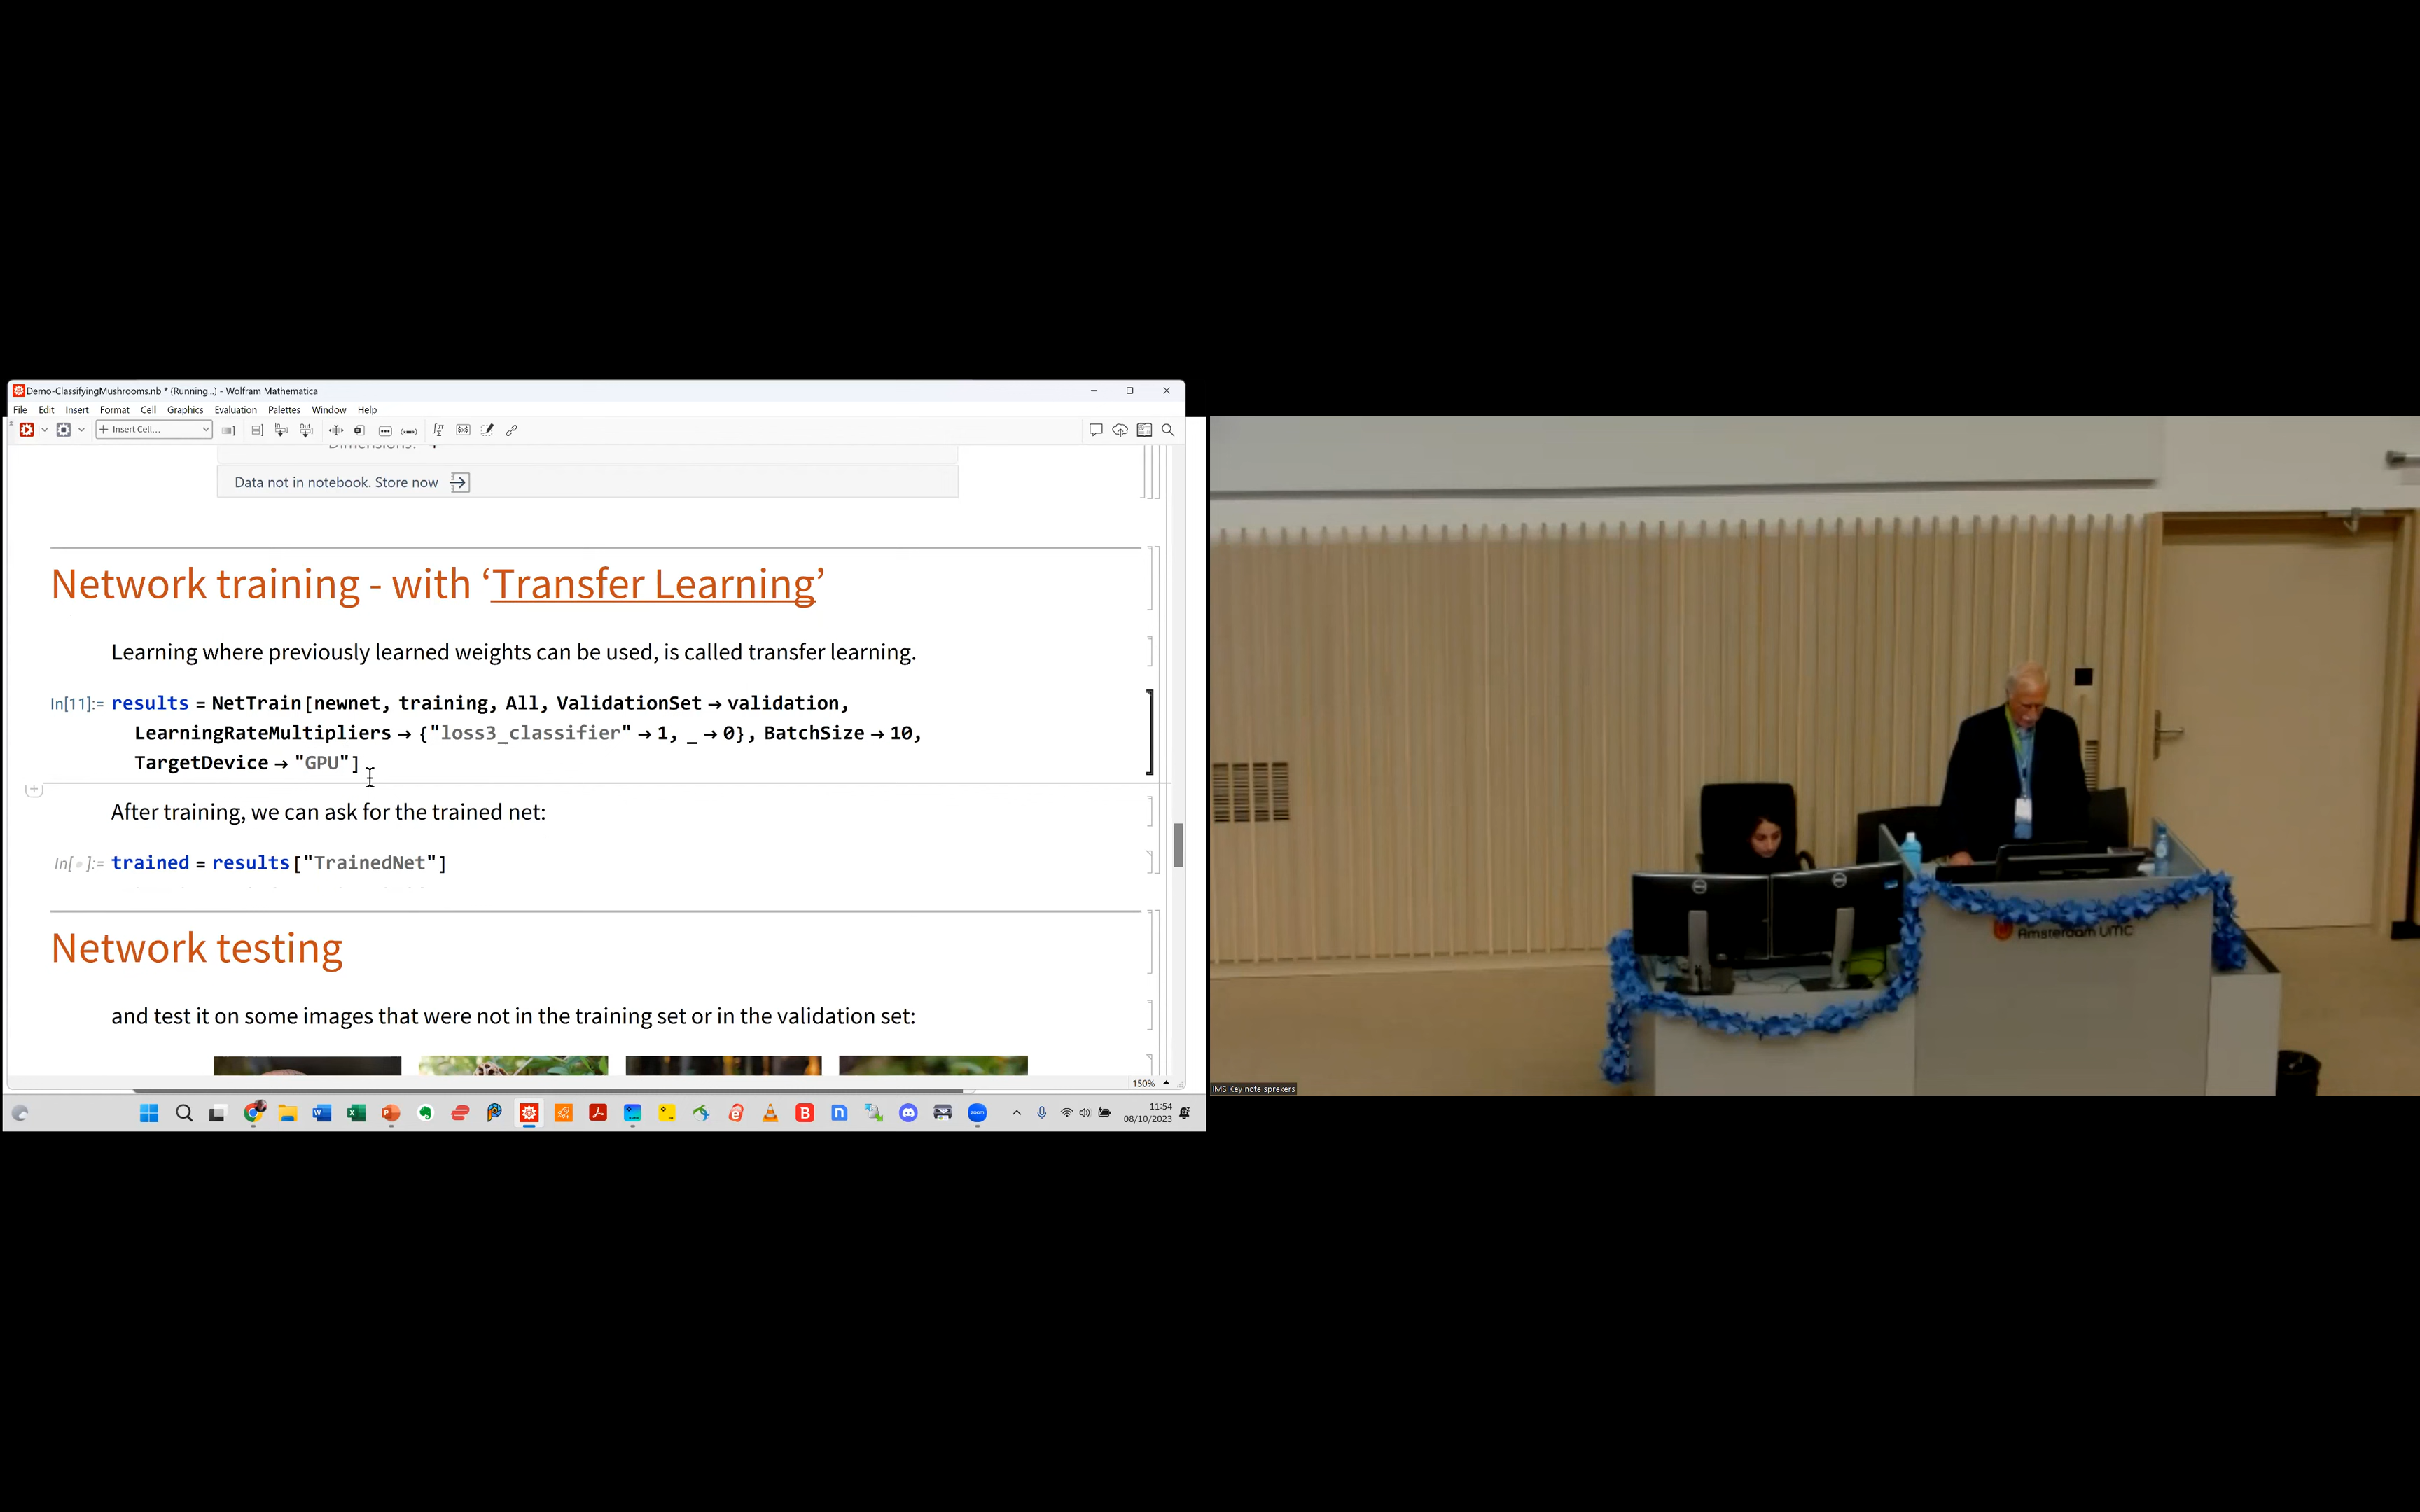 Demo-ClassifyingMushrooms.nb * (Running...) - Wolfram Mathematica
File Edit Insert Format Cell Graphics Evaluation Palettes Window Help
Insert Cell...
Dimensions:
Data not in notebook. Store now
Network training - with ‘Transfer Learning’
Learning where previously learned weights can be used, is called transfer learning.
In[11]:= results = NetTrain[newnet, training, All, ValidationSet → validation,
LearningRateMultipliers → {"loss3_classifier" → 1, _ → 0}, BatchSize → 10,
TargetDevice → "GPU"]
After training, we can ask for the trained net:
In[ ]:= trained = results["TrainedNet"]
Network testing
and test it on some images that were not in the training set or in the validation set:
150%
11:54
08/10/2023
Amsterdam UMC
IMS Key note sprekers